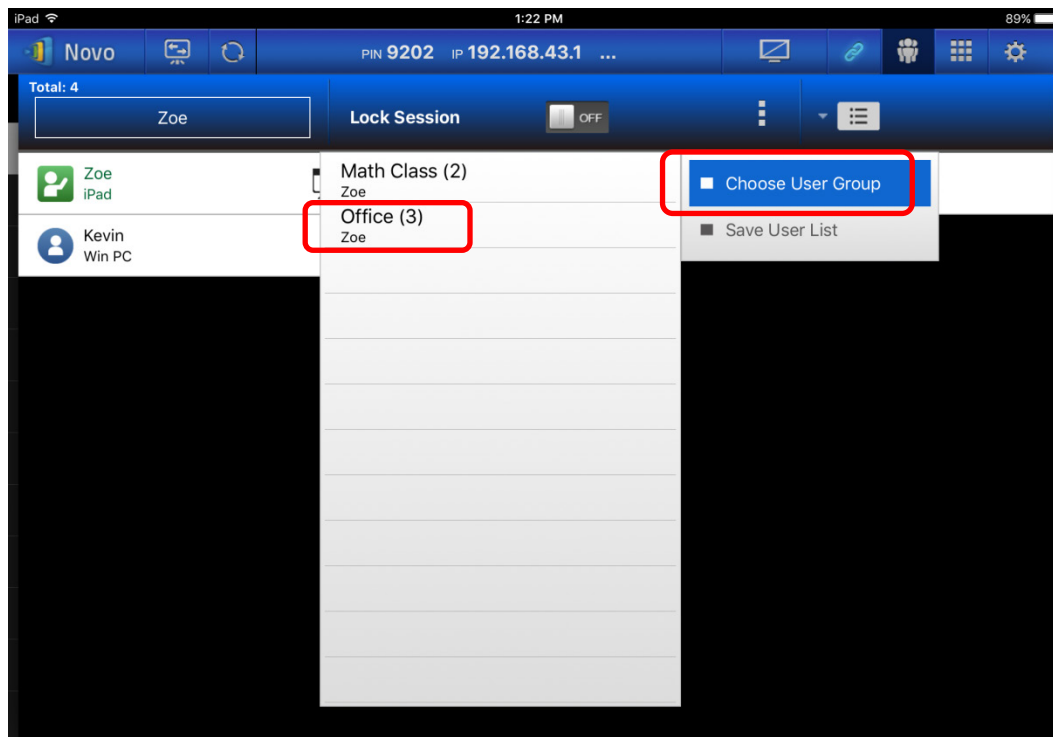 iPad 1:22 PM 89%
Novo PIN 9202 IP 192.168.43.1 ...
Total: 4
Zoe Lock Session OFF
Zoe
iPad
Kevin
Win PC
Math Class (2)
Zoe
Office (3)
Zoe
Choose User Group
Save User List